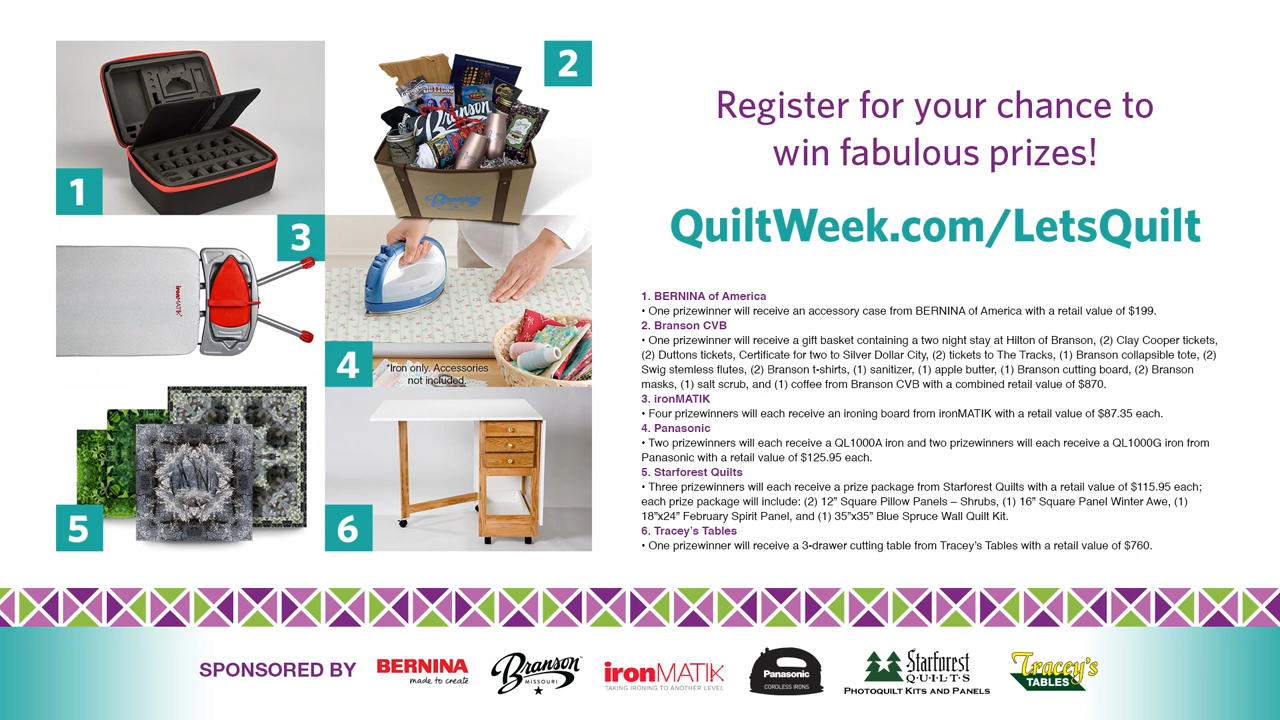 1
2
BUTTONS
Branson
Branson
3
ironMATIK
4
*Iron only. Accessories
not included.
5
6
Register for your chance to
win fabulous prizes!
QuiltWeek.com/LetsQuilt
1. BERNINA of America
• One prizewinner will receive an accessory case from BERNINA of America with a retail value of $199.
2. Branson CVB
• One prizewinner will receive a gift basket containing a two night stay at Hilton of Branson, (2) Clay Cooper tickets,
(2) Duttons tickets, Certificate for two to Silver Dollar City, (2) tickets to The Tracks, (1) Branson collapsible tote, (2)
Swig stemless flutes, (2) Branson t-shirts, (1) sanitizer, (1) apple butter, (1) Branson cutting board, (2) Branson
masks, (1) salt scrub, and (1) coffee from Branson CVB with a combined retail value of $870.
3. ironMATIK
• Four prizewinners will each receive an ironing board from ironMATIK with a retail value of $87.35 each.
4. Panasonic
• Two prizewinners will each receive a QL1000A iron and two prizewinners will each receive a QL1000G iron from
Panasonic with a retail value of $125.95 each.
5. Starforest Quilts
• Three prizewinners will each receive a prize package from Starforest Quilts with a retail value of $115.95 each;
each prize package will include: (2) 12” Square Pillow Panels – Shrubs, (1) 16” Square Panel Winter Awe, (1)
18”x24” February Spirit Panel, and (1) 35”x35” Blue Spruce Wall Quilt Kit.
6. Tracey’s Tables
• One prizewinner will receive a 3-drawer cutting table from Tracey’s Tables with a retail value of $760.
SPONSORED BY
BERNINA
made to create
Branson™
MISSOURI
ironMATIK
TAKING IRONING TO ANOTHER LEVEL
Panasonic
CORDLESS IRONS
Starforest
QUILTS
PHOTOQUILT KITS AND PANELS
Tracey's
TABLES